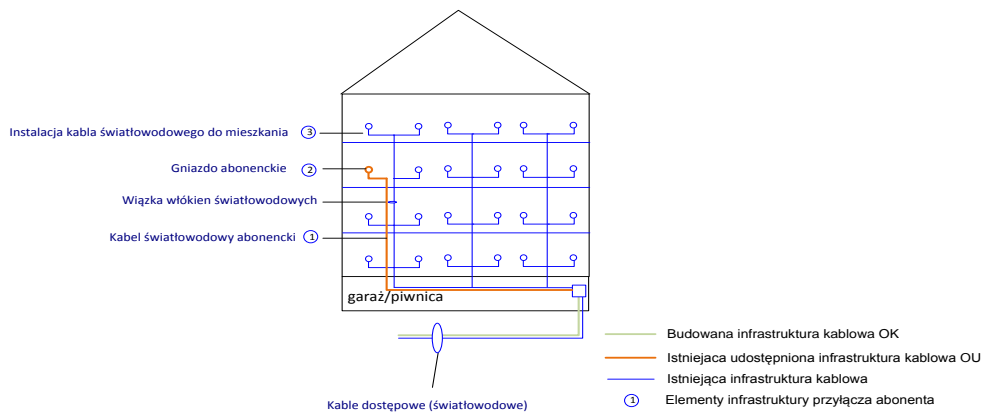 Instalacja kabla światłowodowego do mieszkania 3
Gniazdo abonenckie 2
Wiązka włókien światłowodowych
Kabel światłowodowy abonencki 1
garaż/piwnica
Budowana infrastruktura kablowa OK
Istniejaca udostępniona infrastruktura kablowa OU
Istniejąca infrastruktura kablowa
1 Elementy infrastruktury przyłącza abonenta
Kable dostępowe (światłowodowe)